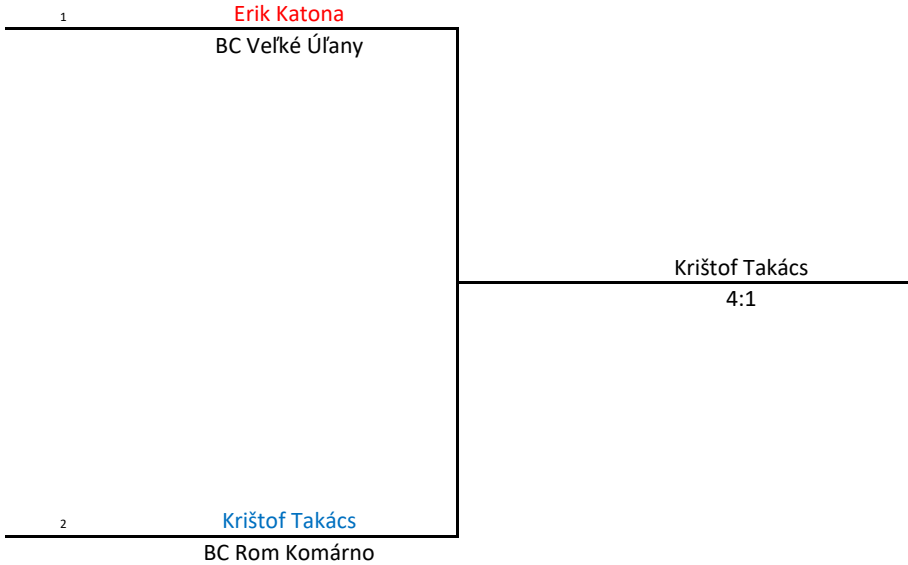 1 Erik Katona
BC Veľké Úľany
Krištof Takács
4:1
2 Krištof Takács
BC Rom Komárno